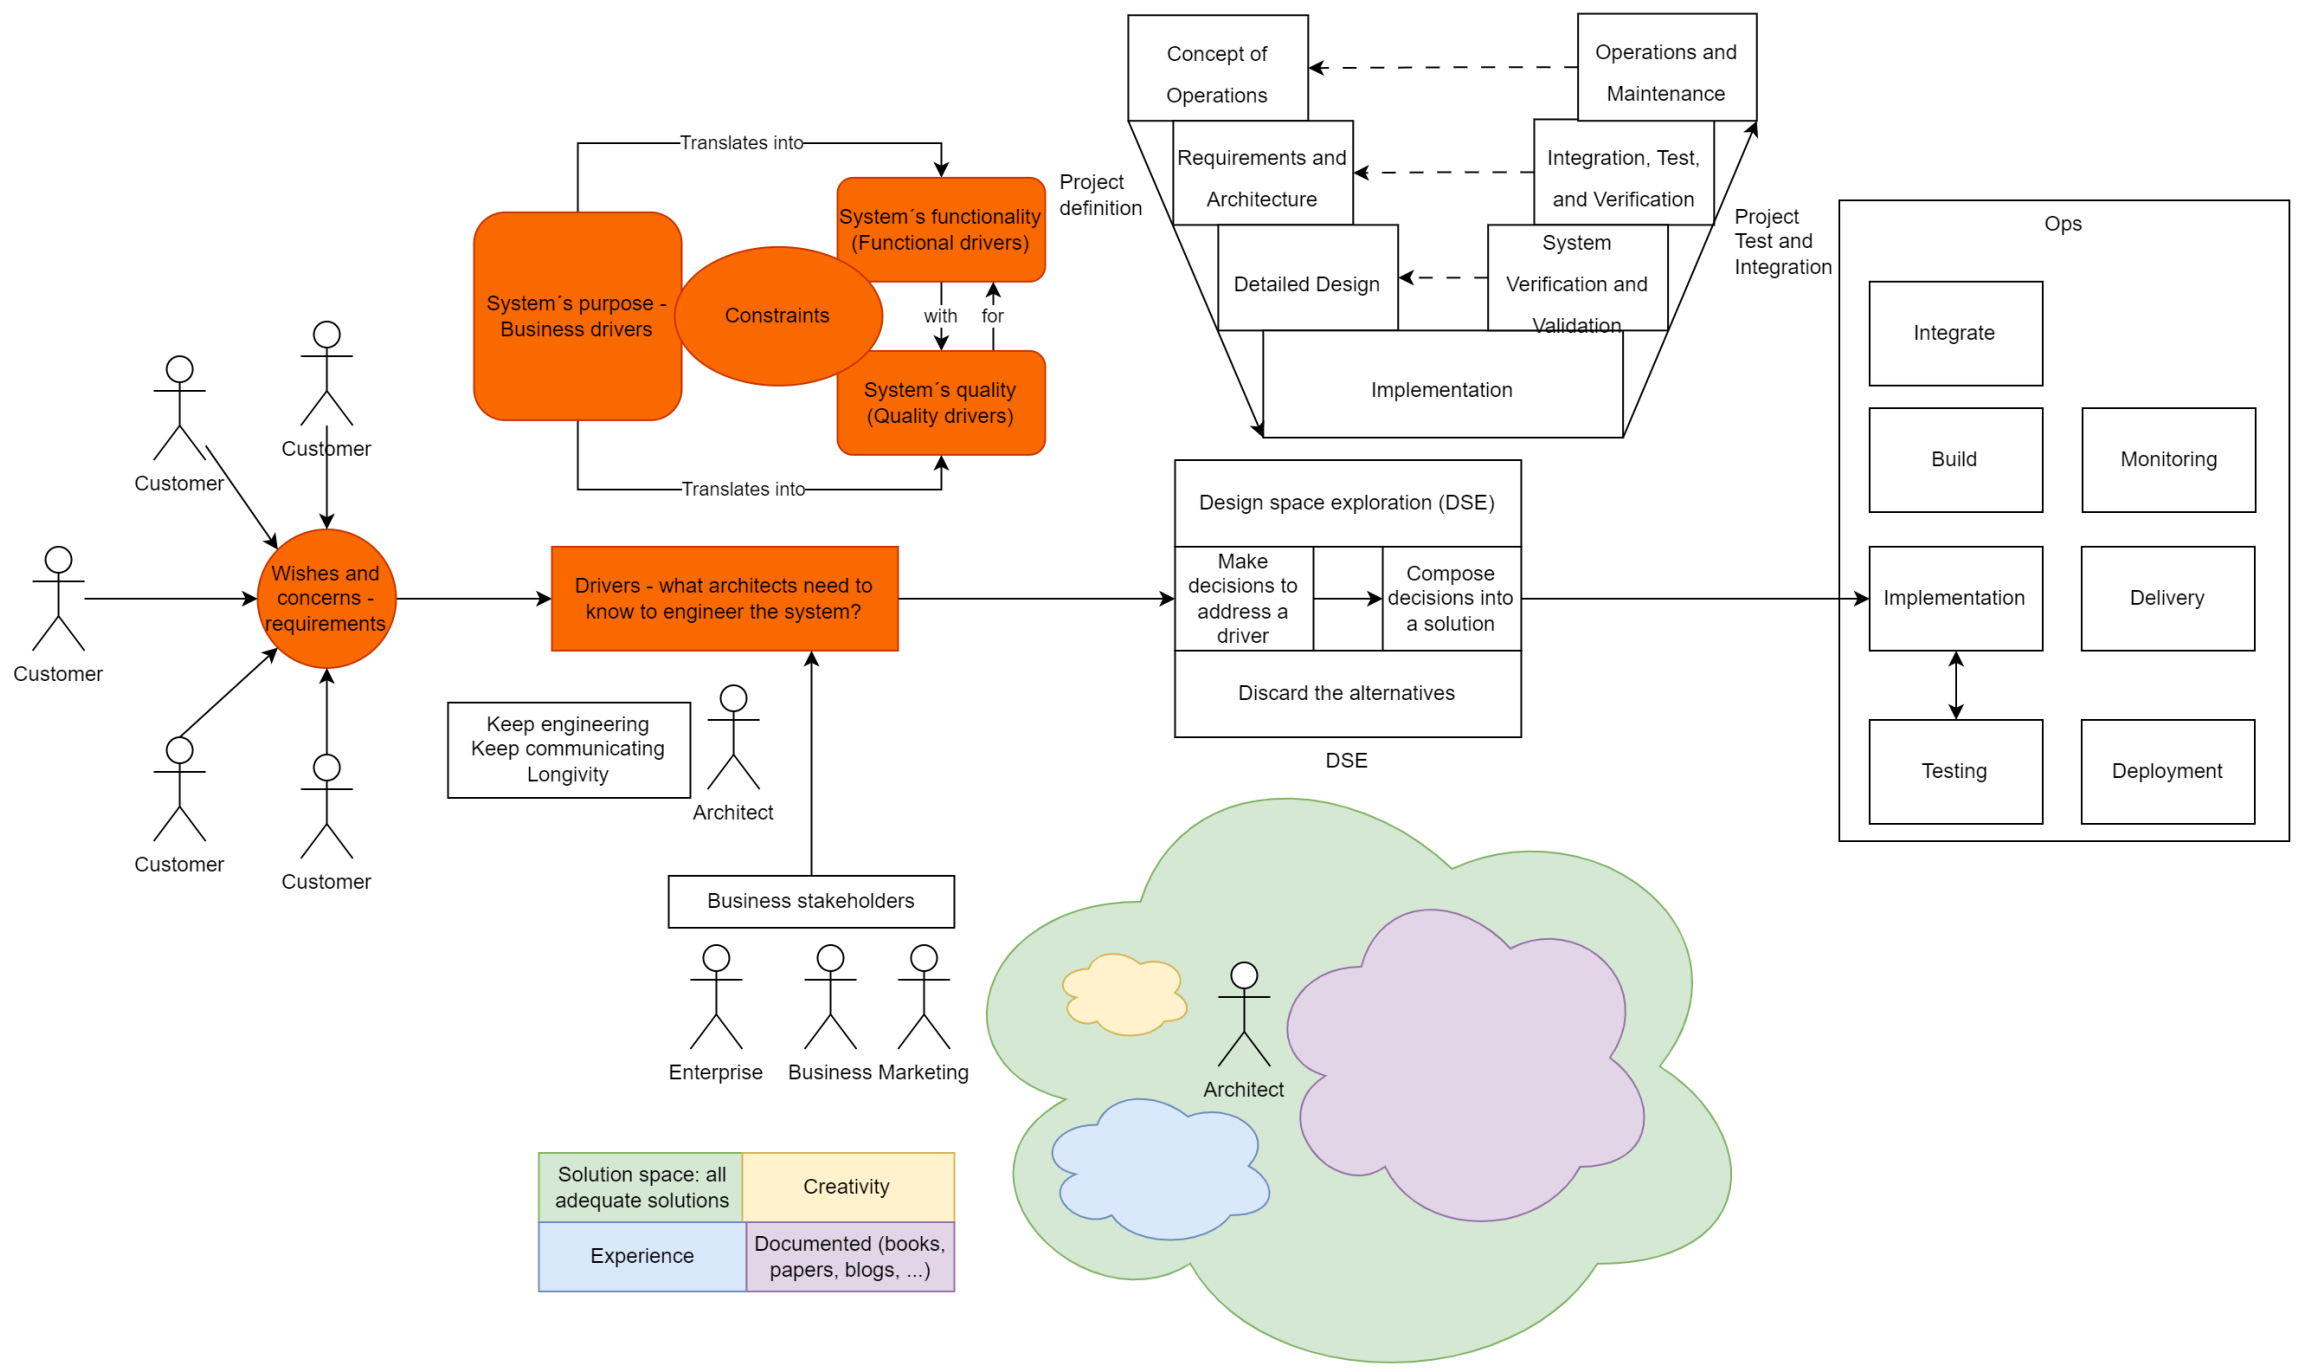 Concept of
Operations
Operations and
Maintenance
Translates into
Requirements and
Architecture
Integration, Test,
and Verification
Project
definition
System´s functionality
(Functional drivers)
Project
Test and
Integration
Ops
System´s purpose -
Business drivers
Constraints
with
for
Detailed Design
System
Verification and
Validation
Integrate
System´s quality
(Quality drivers)
Implementation
Customer
Customer
Translates into
Build
Monitoring
Design space exploration (DSE)
Wishes and
concerns -
requirements
Drivers - what architects need to
know to engineer the system?
Make
decisions to
address a
driver
Compose
decisions into
a solution
Implementation
Delivery
Customer
Discard the alternatives
Keep engineering
Keep communicating
Longivity
Architect
DSE
Testing
Deployment
Customer
Customer
Business stakeholders
Enterprise
Business
Marketing
Architect
Solution space: all
adequate solutions
Creativity
Experience
Documented (books,
papers, blogs, ...)